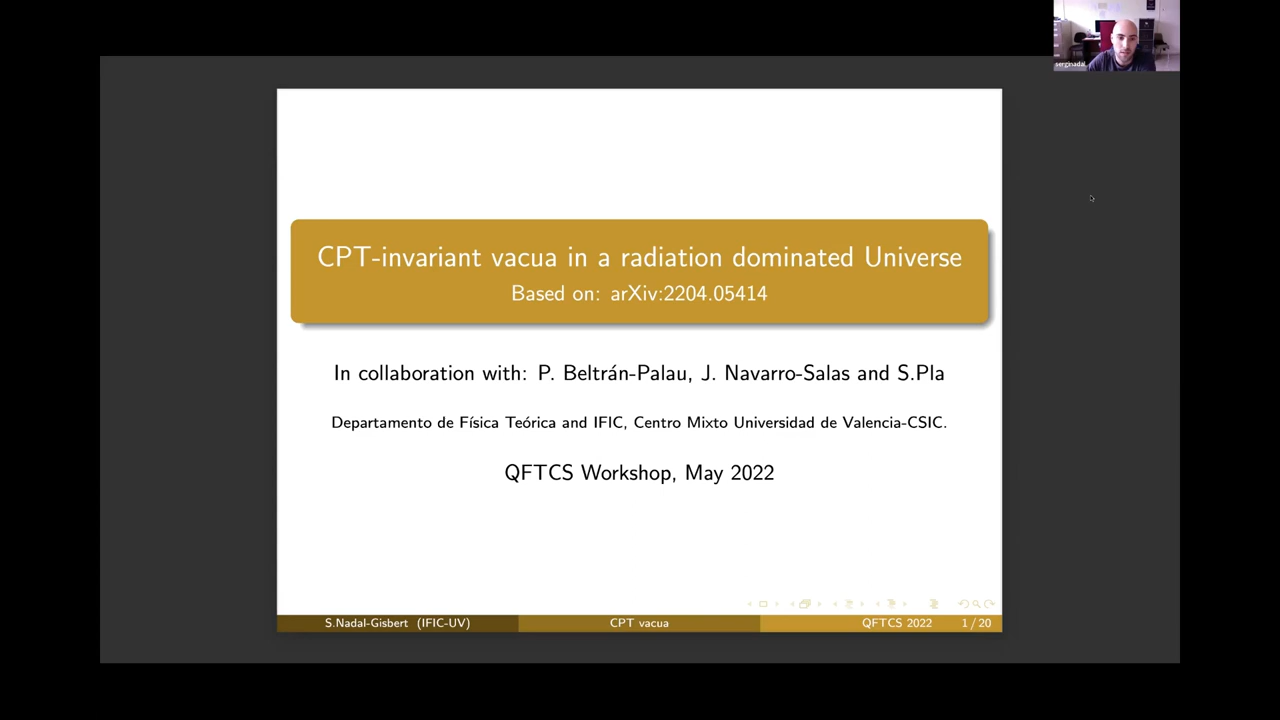 serginadal
CPT-invariant vacua in a radiation dominated Universe
Based on: arXiv:2204.05414
In collaboration with: P. Beltrán-Palau, J. Navarro-Salas and S.Pla
Departamento de Física Teórica and IFIC, Centro Mixto Universidad de Valencia-CSIC.
QFTCS Workshop, May 2022
S.Nadal-Gisbert (IFIC-UV) CPT vacua QFTCS 2022 1 / 20